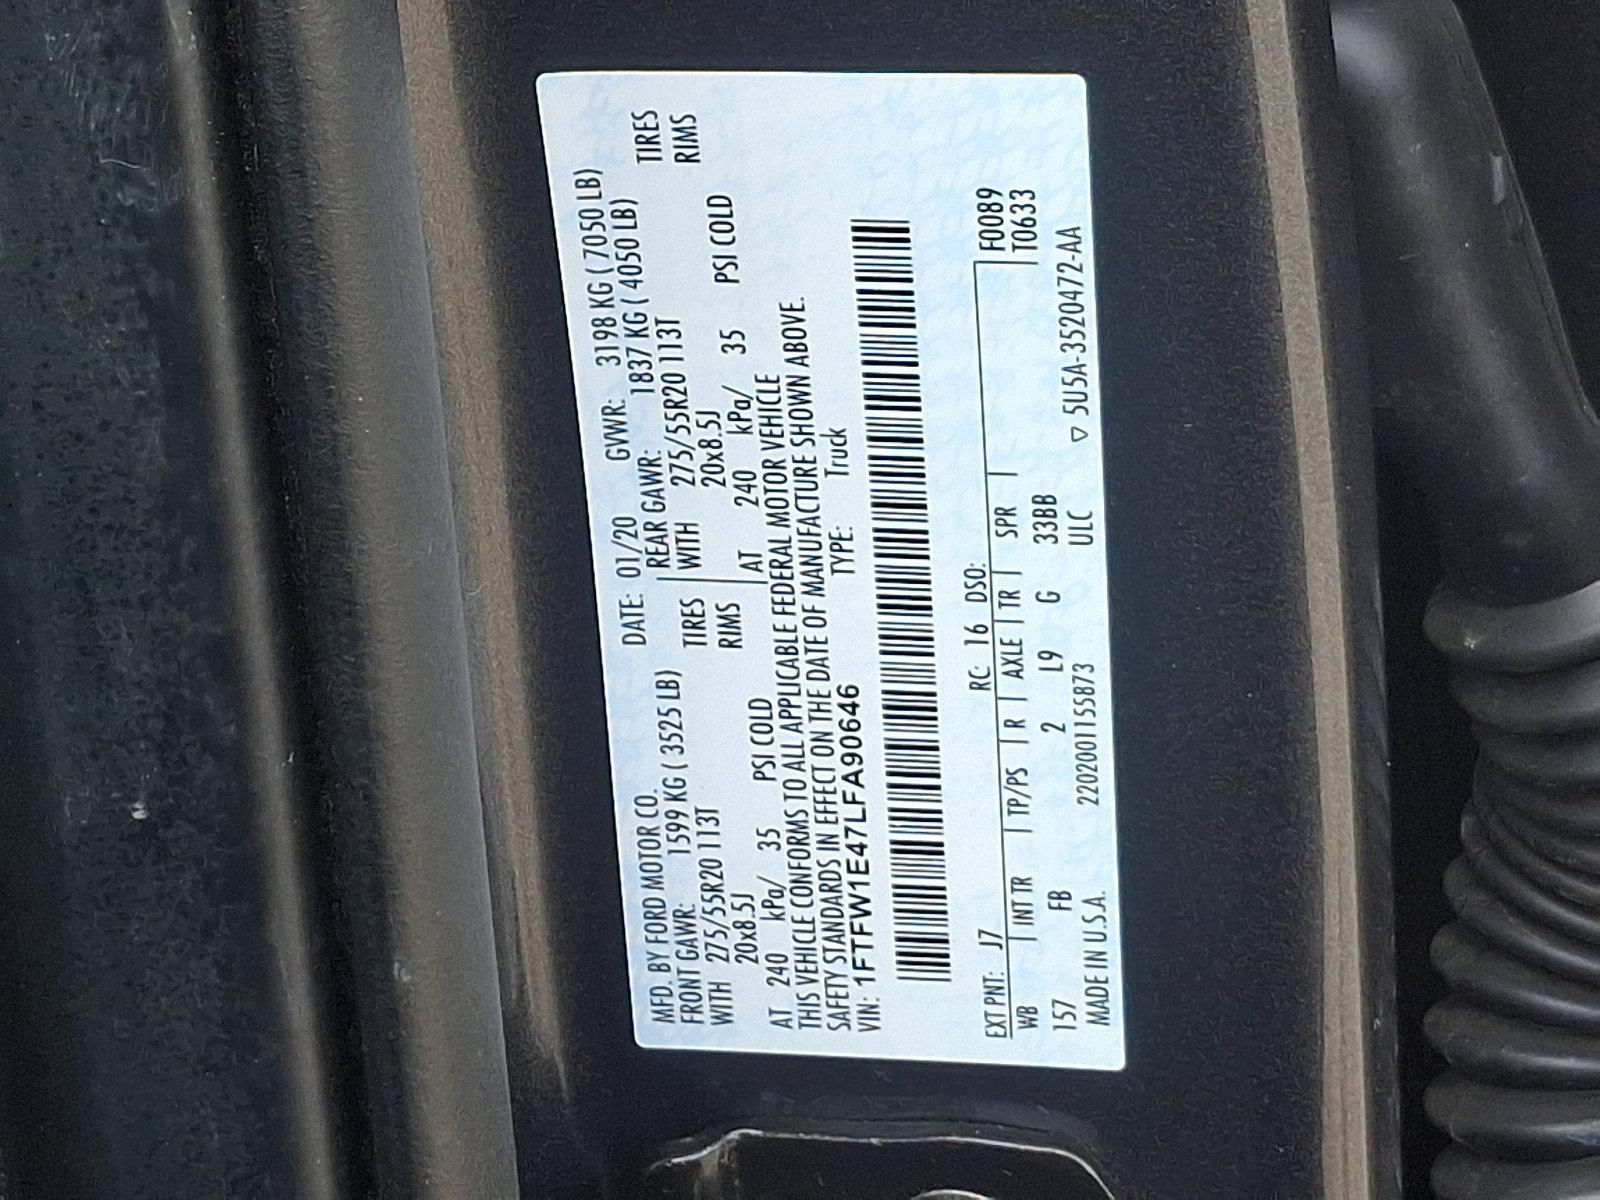 MFD. BY FORD MOTOR CO. DATE: 01/20 GVWR: 3198 KG ( 7050 LB)
FRONT GAWR: 1599 KG ( 3525 LB) REAR GAWR: 1837 KG ( 4050 LB)
WITH 275/55R20 113T TIRES WITH 275/55R20 113T TIRES
20x8.5J RIMS 20x8.5J RIMS
AT 240 kPa/ 35 PSI COLD AT 240 kPa/ 35 PSI COLD
THIS VEHICLE CONFORMS TO ALL APPLICABLE FEDERAL MOTOR VEHICLE
SAFETY STANDARDS IN EFFECT ON THE DATE OF MANUFACTURE SHOWN ABOVE.
VIN: 1FTFW1E47LFA90646 TYPE: Truck
EXT PNT: J7 RC: 16 DSO: F0089
WB INT TR TP/PS R AXLE TR SPR T0633
157 FB 2 L9 G 33BB
MADE IN U.S.A. 220200115­5873 ULC ▽ 5U5A-3520472-AA